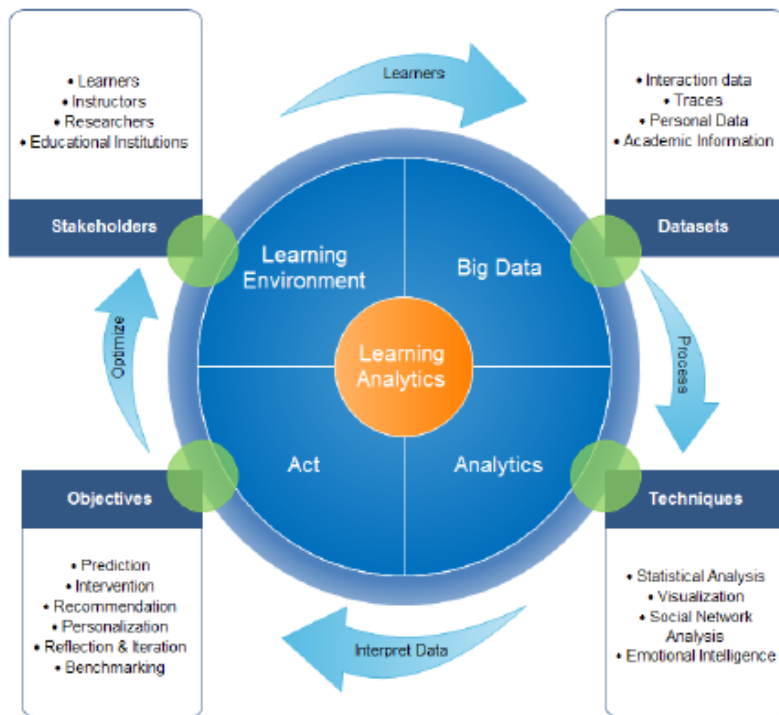 • Learners
• Instructors
• Researchers
• Educational Institutions
Stakeholders
Learners
• Interaction data
• Traces
• Personal Data
• Academic Information
Datasets
Learning
Environment
Big Data
Learning
Analytics
Act
Analytics
Optimize
Process
Objectives
• Prediction
• Intervention
• Recommendation
• Personalization
• Reflection & Iteration
• Benchmarking
Interpret Data
Techniques
• Statistical Analysis
• Visualization
• Social Network
Analysis
• Emotional Intelligence